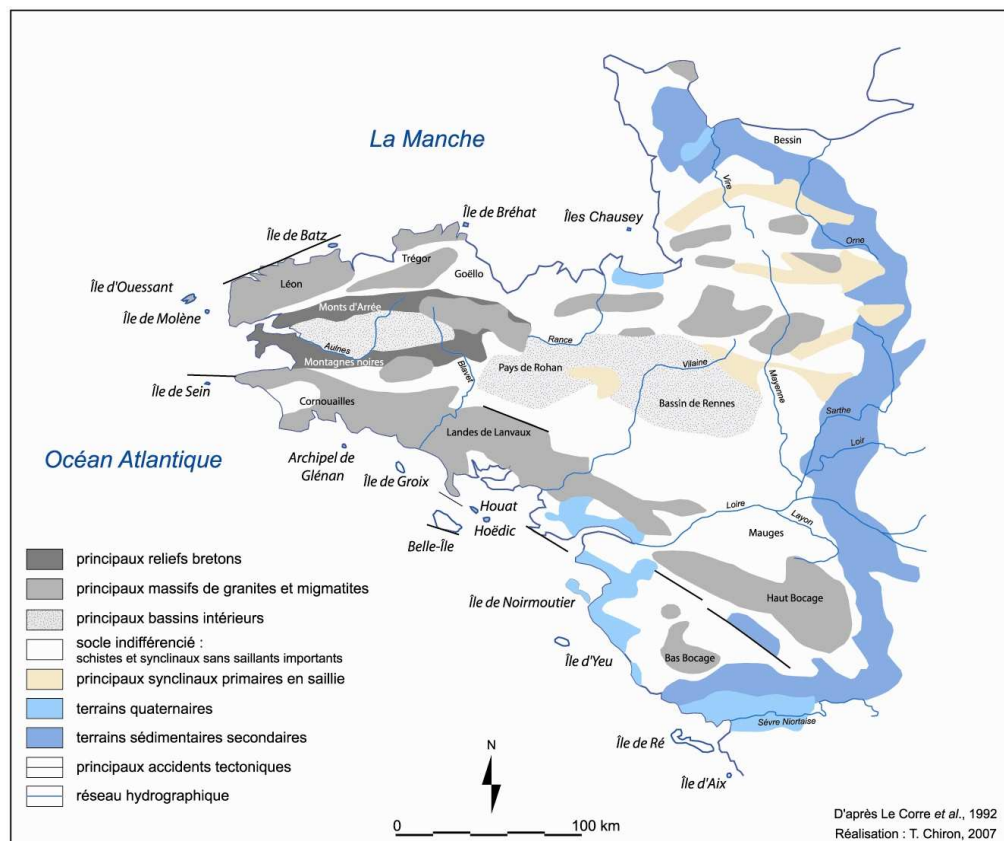 La Manche
Bessin
Vire
Île de Bréhat
Îles Chausey
Île de Batz
Orne
Trégor
Goëllo
Île d'Ouessant
Léon
Île de Molène
Monts d'Arrée
Aulnes
Rance
Montagnes noires
Blavet
Pays de Rohan
Vilaine
Mayenne
Île de Sein
Cornouailles
Bassin de Rennes
Sarthe
Landes de Lanvaux
Loir
Océan Atlantique
Archipel de
Glénan
Île de Groix
Houat
Loire
Layon
Hoëdic
Mauges
Belle-Île
principaux reliefs bretons
principaux massifs de granites et migmatites
Haut Bocage
Île de Noirmoutier
principaux bassins intérieurs
socle indifférencié :
schistes et synclinaux sans saillants importants
Île d'Yeu
Bas Bocage
principaux synclinaux primaires en saillie
terrains quaternaires
Sèvre Niortaise
terrains sédimentaires secondaires
Île de Ré
principaux accidents tectoniques
N
Île d'Aix
réseau hydrographique
0 100 km
D'après Le Corre et al., 1992
Réalisation : T. Chiron, 2007